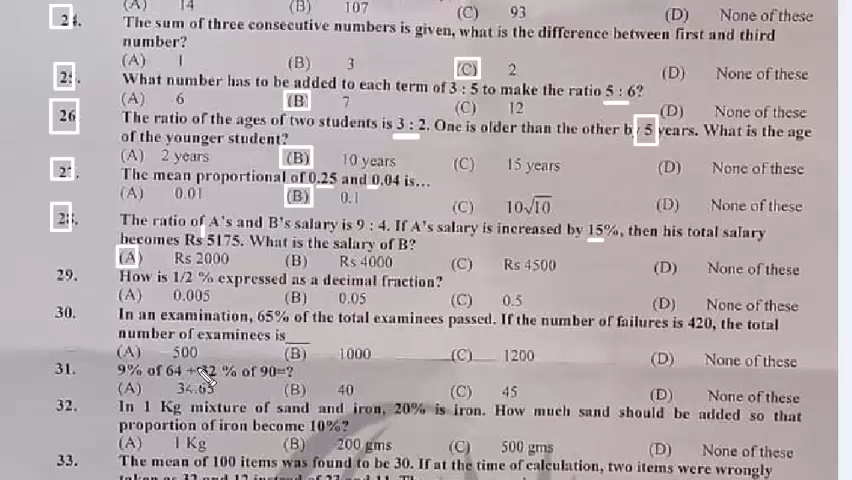 (A) 14 (B) 107 (C) 93 (D) None of these
24. The sum of three consecutive numbers is given, what is the difference between first and third
number?
(A) 1 (B) 3 (C) 2 (D) None of these
25. What number has to be added to each term of 3 : 5 to make the ratio 5 : 6?
(A) 6 (B) 7 (C) 12 (D) None of these
26 The ratio of the ages of two students is 3 : 2. One is older than the other by 5 years. What is the age
of the younger student?
(A) 2 years (B) 10 years (C) 15 years (D) None of these
The mean proportional of 0.25 and 0.04 is...
(A) 0.01 (B) 0.1 (C) 10√10 (D) None of these
28. The ratio of A's and B's salary is 9 : 4. If A's salary is increased by 15%, then his total salary
becomes Rs 5175. What is the salary of B?
(A) Rs 2000 (B) Rs 4000 (C) Rs 4500 (D) None of these
29. How is 1/2 % expressed as a decimal fraction?
(A) 0.005 (B) 0.05 (C) 0.5 (D) None of these
30. In an examination, 65% of the total examinees passed. If the number of failures is 420, the total
number of examinees is___
(A) 500 (B) 1000 (C) 1200 (D) None of these
31. 9% of 64 + 32 % of 90=?
(A) 34.65 (B) 40 (C) 45 (D) None of these
32. In 1 Kg mixture of sand and iron, 20% is iron. How much sand should be added so that
proportion of iron become 10%?
(A) 1 Kg (B) 200 gms (C) 500 gms (D) None of these
33. The mean of 100 items was found to be 30. If at the time of calculation, two items were wrongly